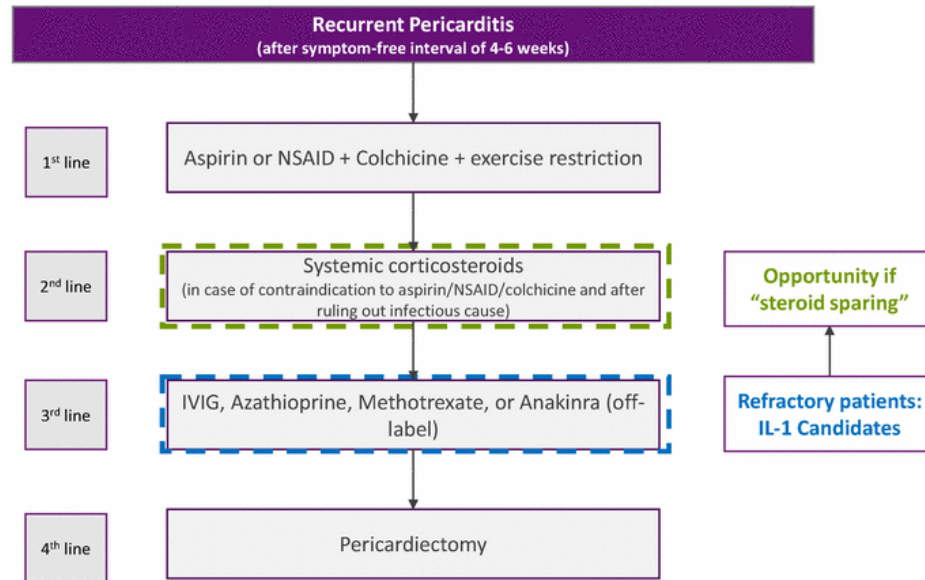 Recurrent Pericarditis
(after symptom-free interval of 4-6 weeks)
1st line
Aspirin or NSAID + Colchicine + exercise restriction
2nd line
Systemic corticosteroids
(in case of contraindication to aspirin/NSAID/colchicine and after
ruling out infectious cause)
Opportunity if
“steroid sparing”
3rd line
IVIG, Azathioprine, Methotrexate, or Anakinra (off-
label)
Refractory patients:
IL-1 Candidates
4th line
Pericardiectomy